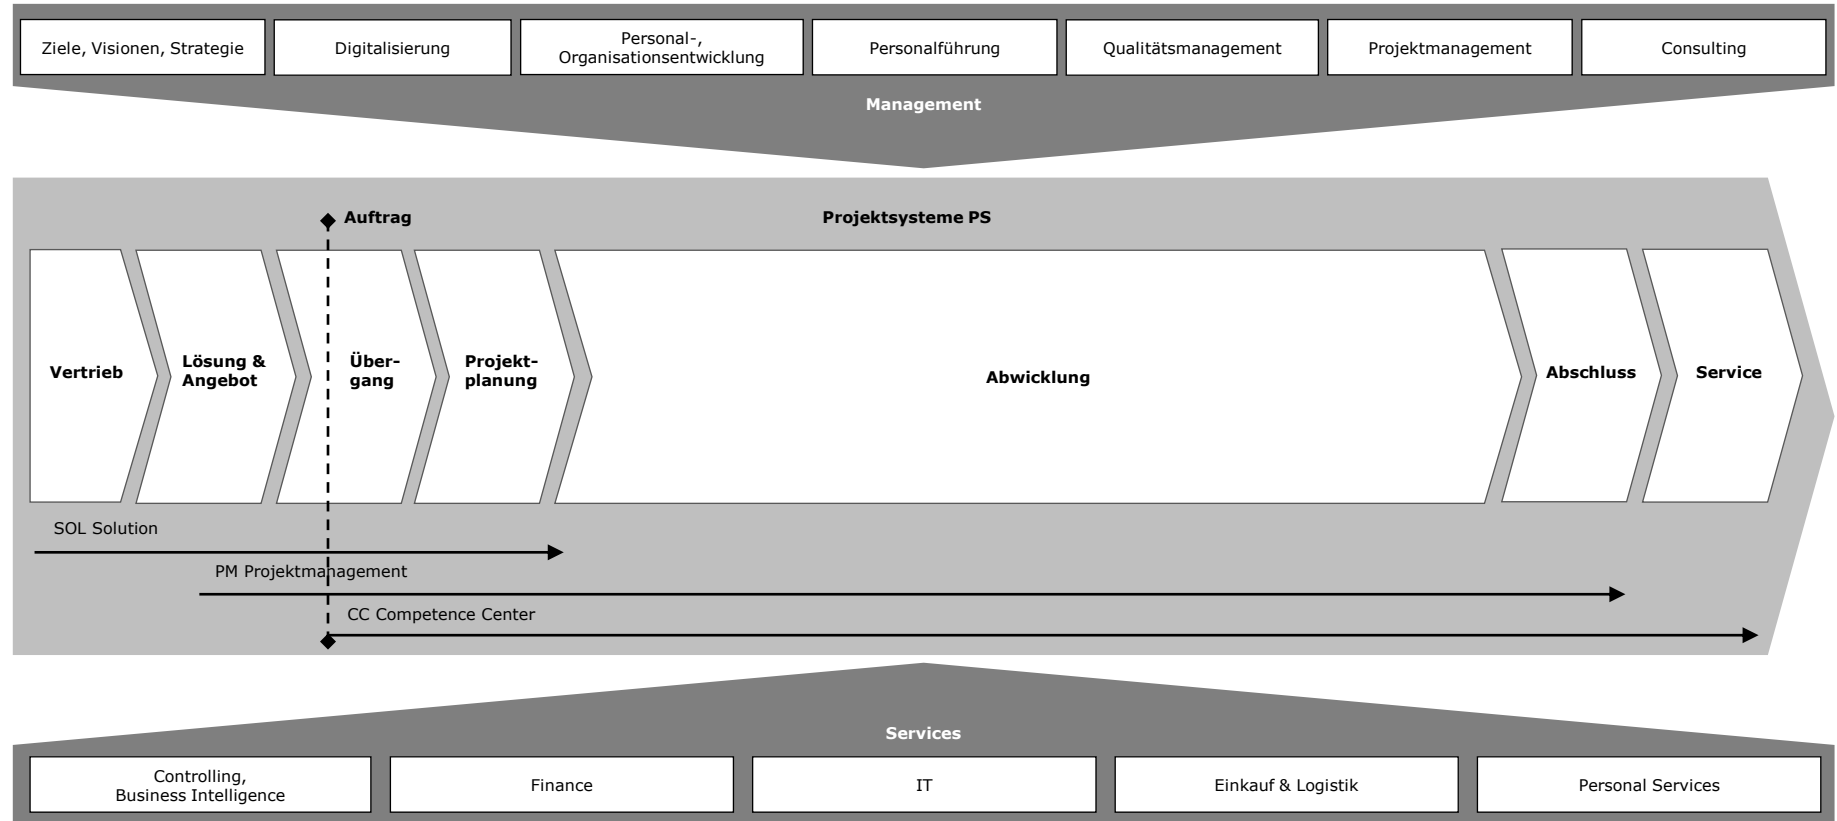 Ziele, Visionen, Strategie
Digitalisierung
Personal-,
Organisationsentwicklung
Personalführung
Qualitätsmanagement
Projektmanagement
Consulting
Management
Auftrag
Projektsysteme PS
Vertrieb
Lösung &
Angebot
Über-
gang
Projekt-
planung
Abwicklung
Abschluss
Service
SOL Solution
PM Projektmanagement
CC Competence Center
Services
Controlling,
Business Intelligence
Finance
IT
Einkauf & Logistik
Personal Services